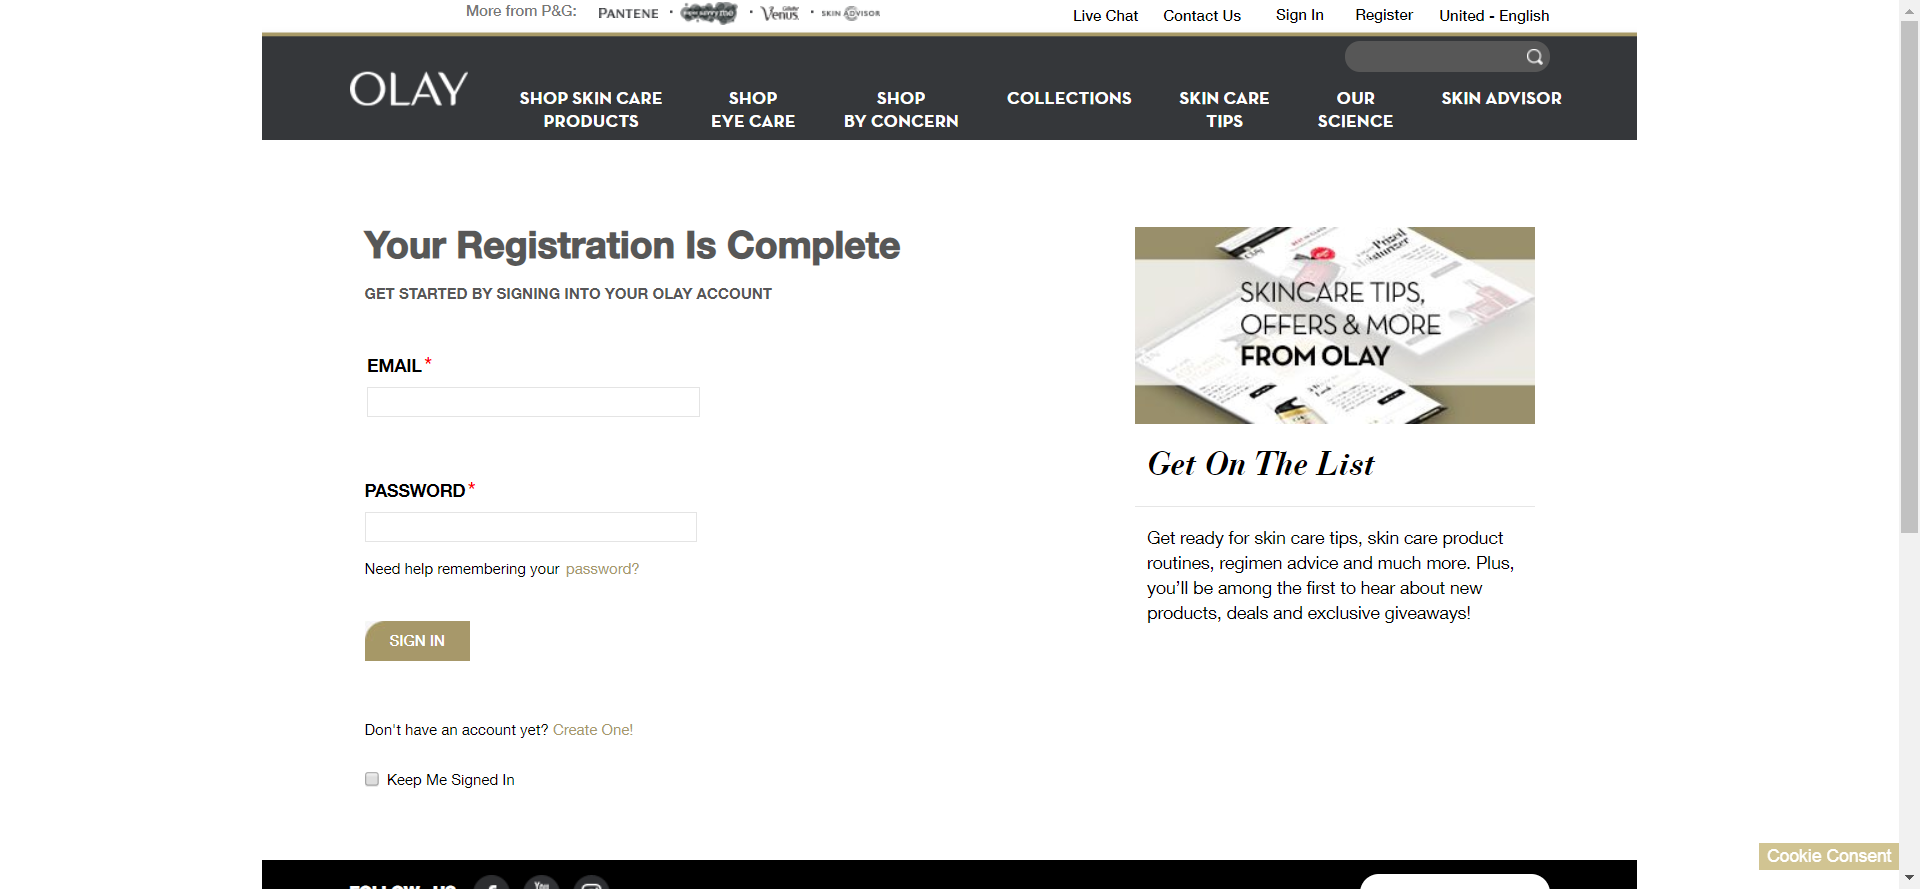 More from P&G: PANTENE · · Gillette Venus · SKIN ADVISOR
Live Chat Contact Us Sign In Register United - English
OLAY
SHOP SKIN CARE PRODUCTS
SHOP EYE CARE
SHOP BY CONCERN
COLLECTIONS
SKIN CARE TIPS
OUR SCIENCE
SKIN ADVISOR
Your Registration Is Complete
GET STARTED BY SIGNING INTO YOUR OLAY ACCOUNT
EMAIL*
PASSWORD*
Need help remembering your password?
SIGN IN
Don't have an account yet? Create One!
Keep Me Signed In
SKINCARE TIPS,
OFFERS & MORE
FROM OLAY
Get On The List
Get ready for skin care tips, skin care product
routines, regimen advice and much more. Plus,
you’ll be among the first to hear about new
products, deals and exclusive giveaways!
Cookie Consent
FOLLOW US